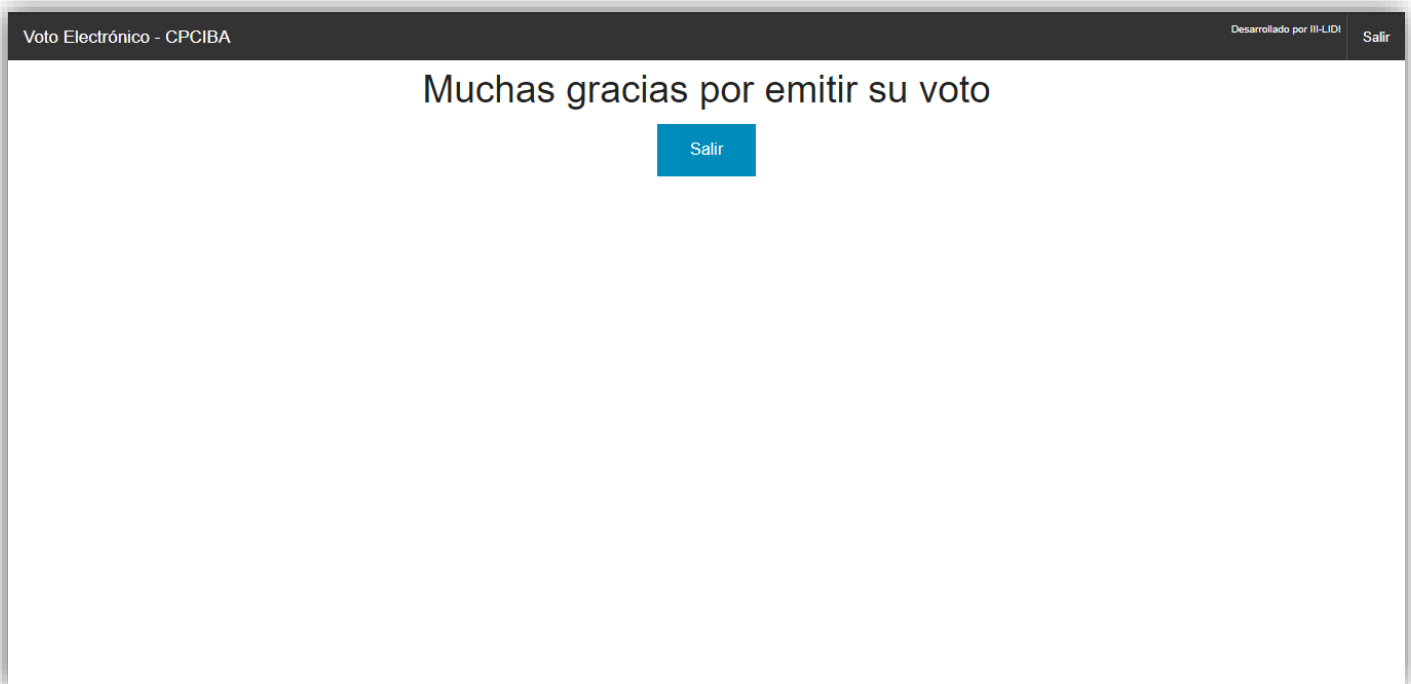 Voto Electrónico - CPCIBA
Desarrollado por III-LIDI
Salir
Muchas gracias por emitir su voto
Salir